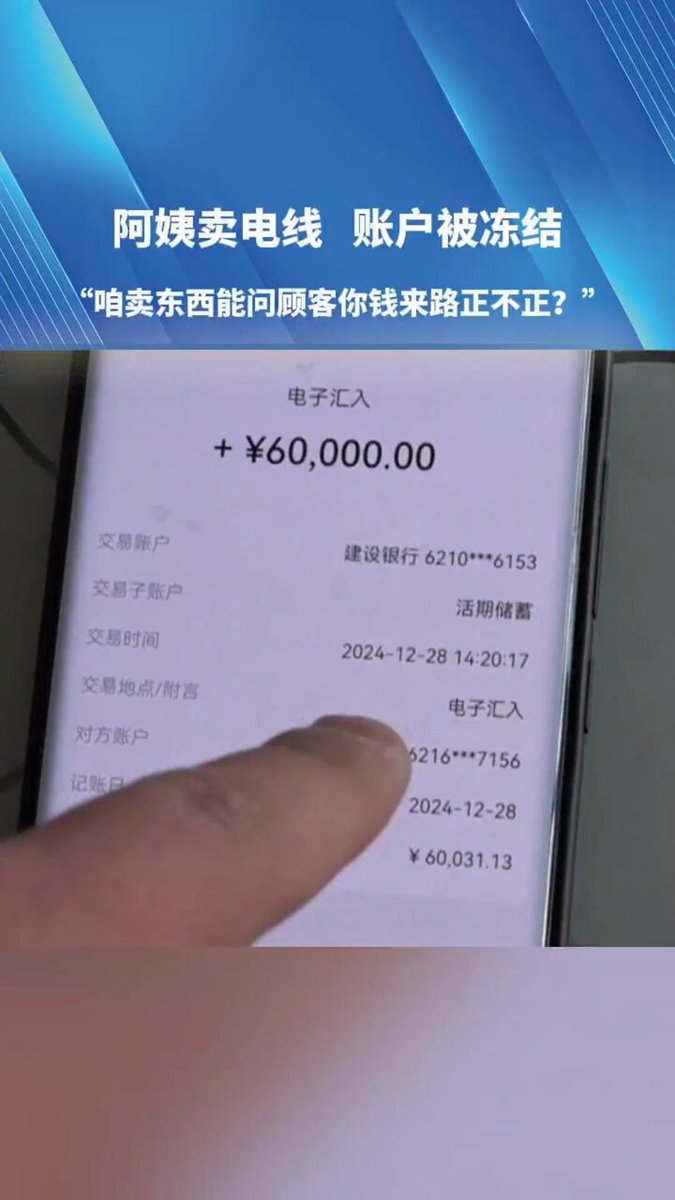 阿姨卖电线 账户被冻结
“咱卖东西能问顾客你钱来路正不正？”
电子汇入
+ ¥60,000.00
交易账户 建设银行 6210***6153
交易子账户 活期储蓄
交易时间 2024-12-28 14:20:17
交易地点/附言 电子汇入
对方账户 6216***7156
记账日 2024-12-28
¥ 60,031.13